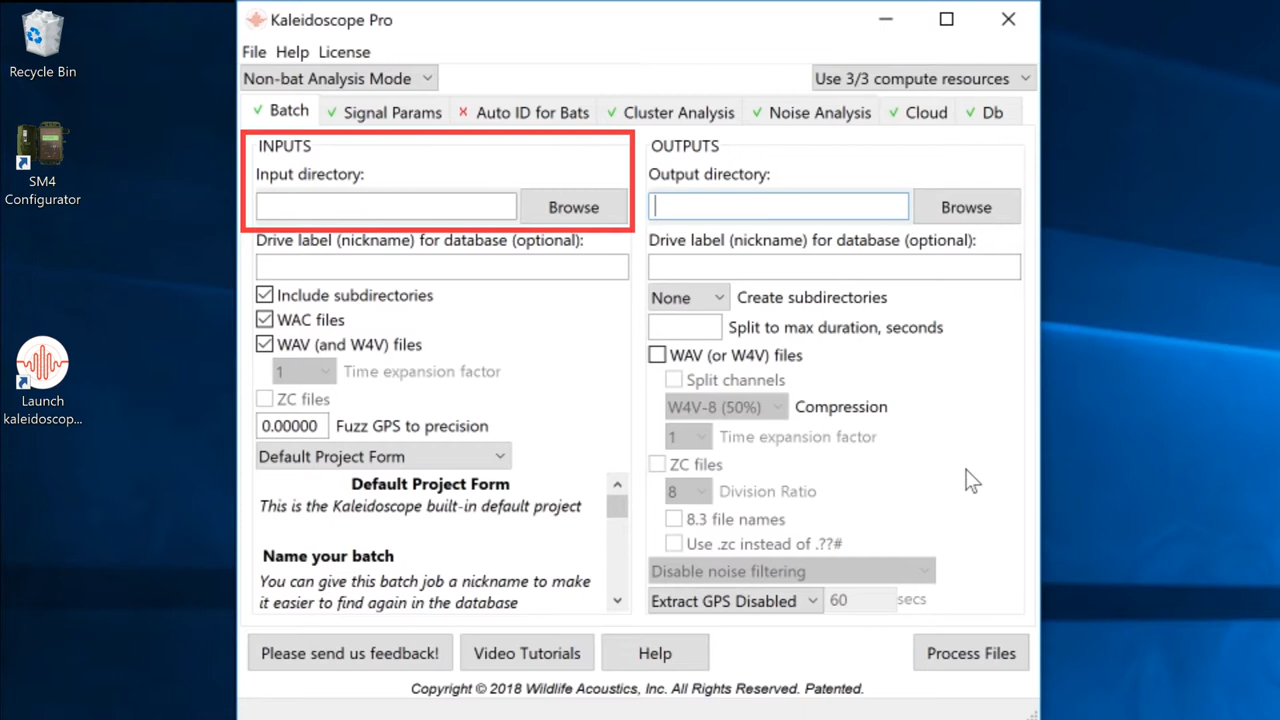 Recycle Bin
SM4
Configurator
Launch
kaleidoscop...
Kaleidoscope Pro
File Help License
Non-bat Analysis Mode
Use 3/3 compute resources
Batch
Signal Params
Auto ID for Bats
Cluster Analysis
Noise Analysis
Cloud
Db
INPUTS
Input directory:
Browse
Drive label (nickname) for database (optional):
Include subdirectories
WAC files
WAV (and W4V) files
1 Time expansion factor
ZC files
0.00000 Fuzz GPS to precision
Default Project Form
Default Project Form
This is the Kaleidoscope built-in default project
Name your batch
You can give this batch job a nickname to make
it easier to find again in the database
OUTPUTS
Output directory:
Browse
Drive label (nickname) for database (optional):
None Create subdirectories
Split to max duration, seconds
WAV (or W4V) files
Split channels
W4V-8 (50%) Compression
1 Time expansion factor
ZC files
8 Division Ratio
8.3 file names
Use .zc instead of .??#
Disable noise filtering
Extract GPS Disabled 60 secs
Please send us feedback!
Video Tutorials
Help
Process Files
Copyright © 2018 Wildlife Acoustics, Inc. All Rights Reserved. Patented.